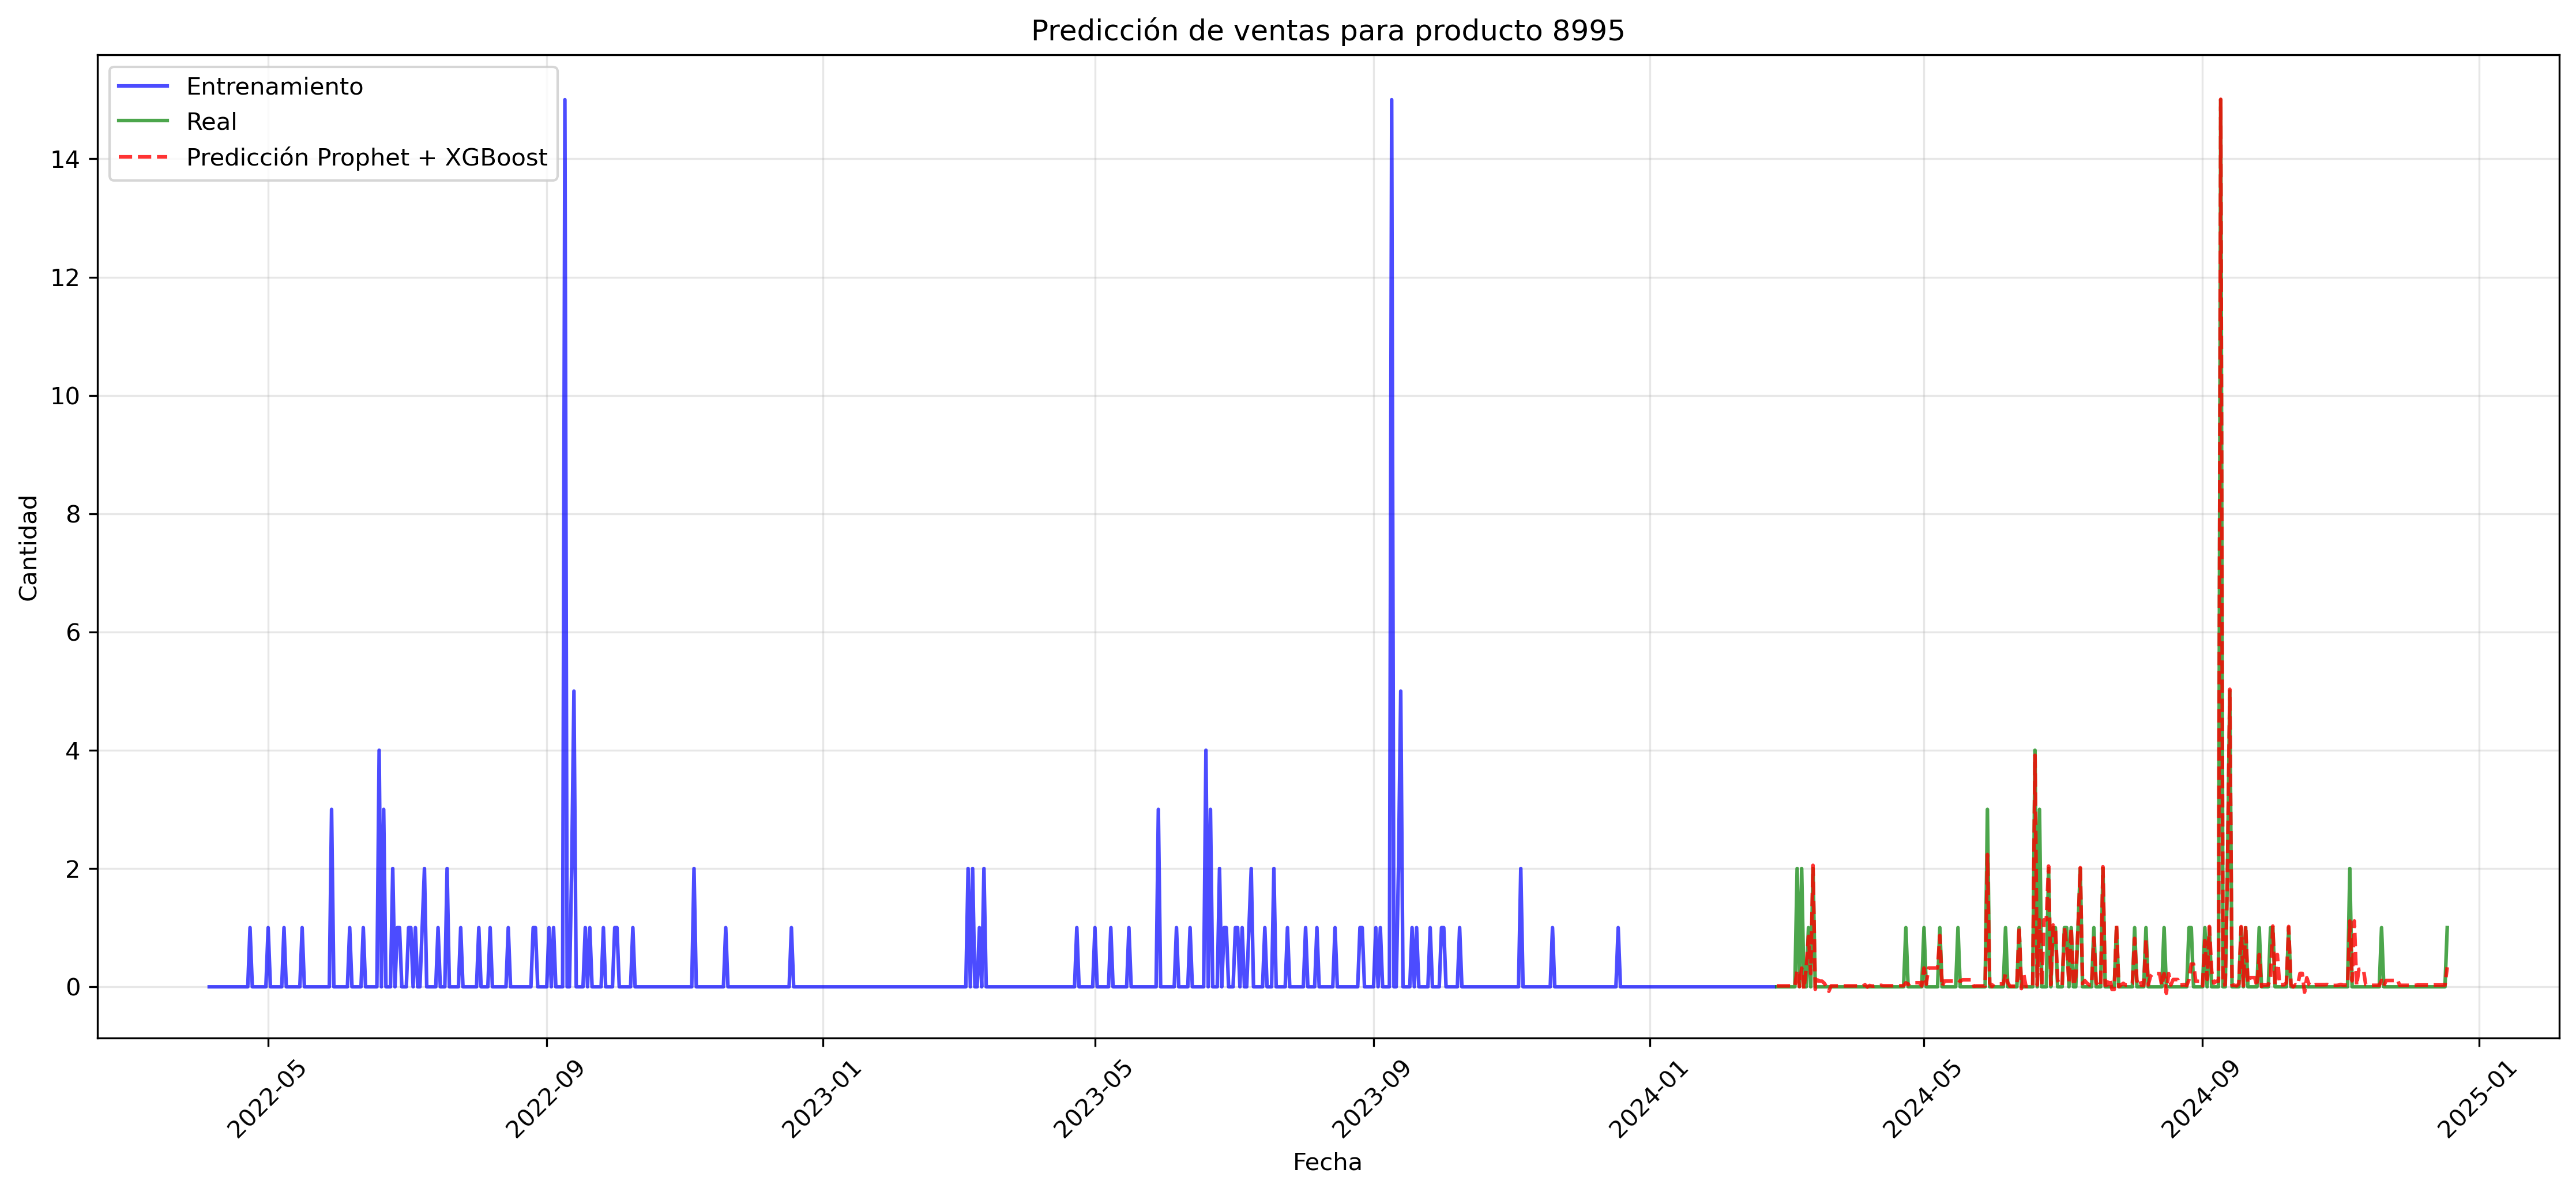 Predicción de ventas para producto 8995
Entrenamiento
Real
Predicción Prophet + XGBoost
Cantidad
14
12
10
8
6
4
2
0
2022-05
2022-09
2023-01
2023-05
2023-09
2024-01
2024-05
2024-09
2025-01
Fecha